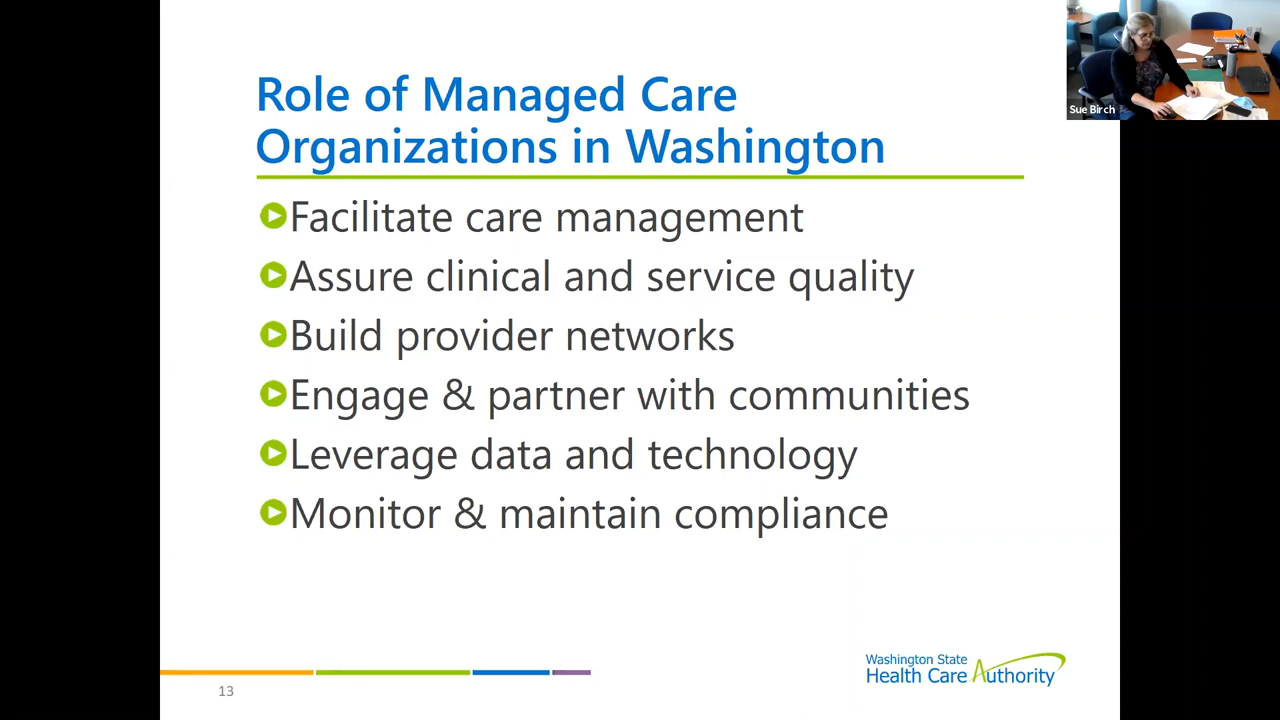 Role of Managed Care
Organizations in Washington
Facilitate care management
Assure clinical and service quality
Build provider networks
Engage & partner with communities
Leverage data and technology
Monitor & maintain compliance
13
Washington State
Health Care Authority
Sue Birch